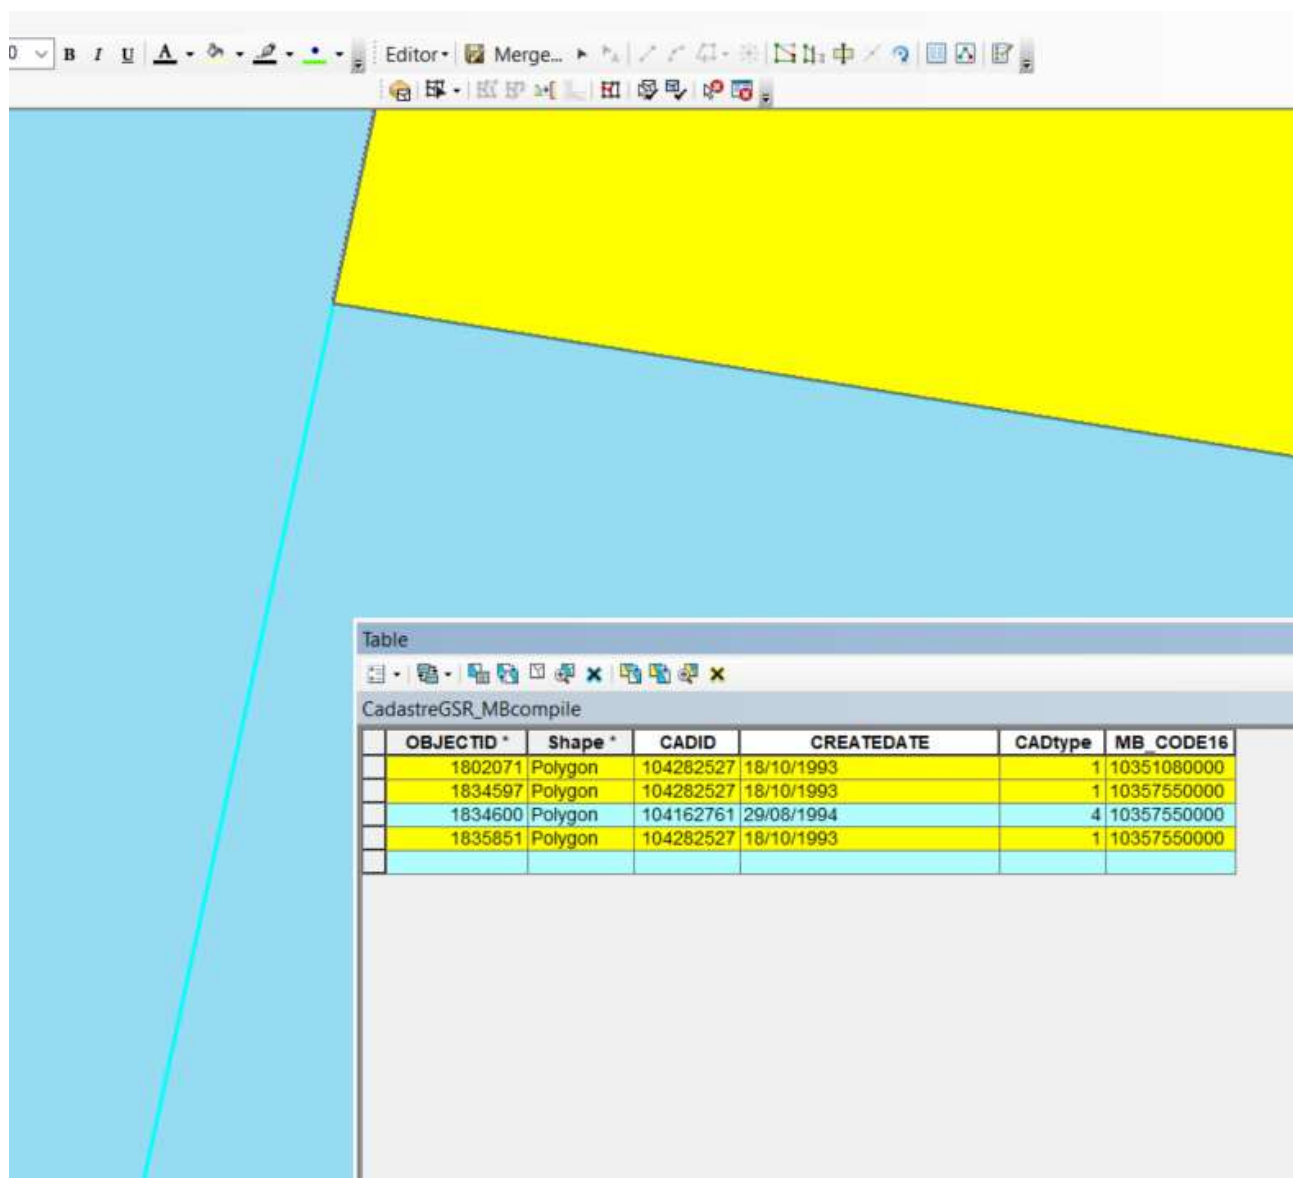 B I U A Editor Merge...
Table
CadastreGSR_MBcompile
OBJECTID * Shape * CADID CREATEDATE CADtype MB_CODE16
1802071 Polygon 104282527 18/10/1993 1 10351080000
1834597 Polygon 104282527 18/10/1993 1 10357550000
1834600 Polygon 104162761 29/08/1994 4 10357550000
1835851 Polygon 104282527 18/10/1993 1 10357550000